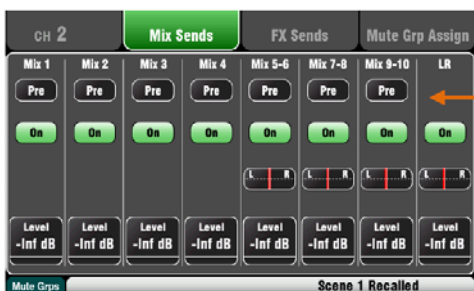 CH 2 Mix Sends FX Sends Mute Grp Assign
Mix 1 Mix 2 Mix 3 Mix 4 Mix 5-6 Mix 7-8 Mix 9-10 LR
Pre Pre Pre Pre Pre Pre Pre
On On On On On On On On
L R L R L R L R
Level Level Level Level Level Level Level Level
-Inf dB -Inf dB -Inf dB -Inf dB -Inf dB -Inf dB -Inf dB -Inf dB
Mute Grps Scene 1 Recalled